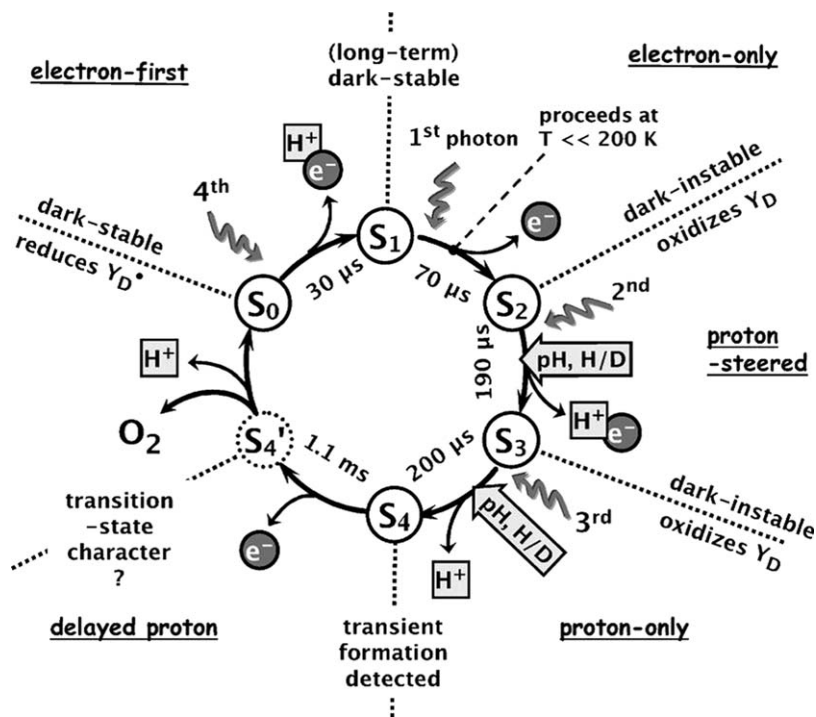 electron-first
(long-term)
dark-stable
electron-only
1st photon
proceeds at
T << 200 K
H+
e−
4th
dark-stable
reduces YD•
S1
e−
dark-instable
oxidizes YD
30 µs
70 µs
S0
S2
2nd
H+
190 µs
pH, H/D
proton
-steered
O2
S4'
1.1 ms
200 µs
S3
H+
e−
transition
-state
character
?
S4
e−
H+
pH, H/D
3rd
dark-instable
oxidizes YD
delayed proton
transient
formation
detected
proton-only